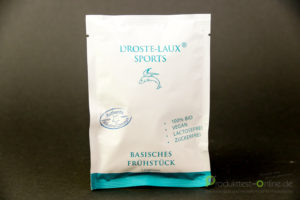 DROSTE-LAUX®
SPORTS
100% BIO
VEGAN
LACTOSEFREI
ZUCKERFREI
BASISCHES
FRÜHSTÜCK
Produkttest-Online.de